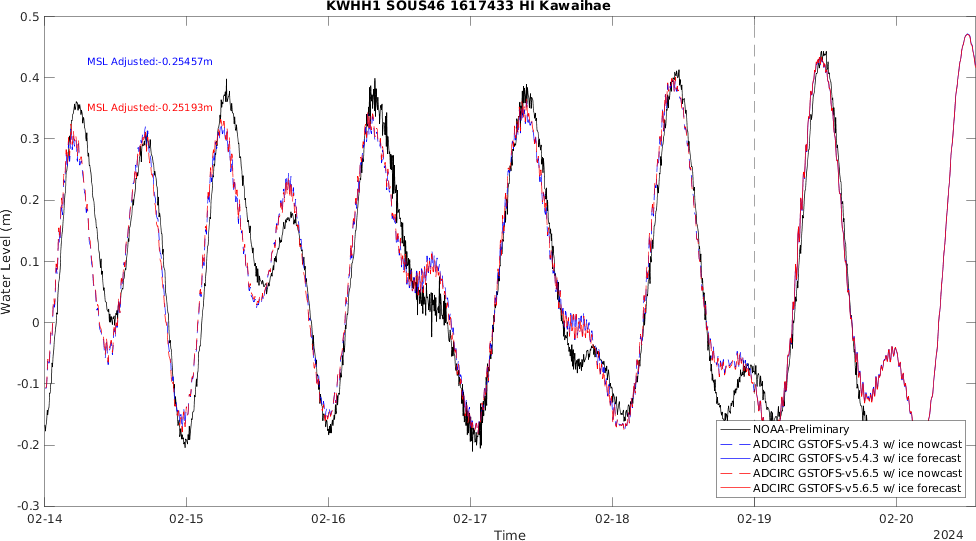 KWHH1 SOUS46 1617433 HI Kawaihae
0.5
0.4
0.3
0.2
0.1
0
-0.1
-0.2
-0.3
Water Level (m)
MSL Adjusted:-0.25457m
MSL Adjusted:-0.25193m
NOAA-Preliminary
ADCIRC GSTOFS-v5.4.3 w/ ice nowcast
ADCIRC GSTOFS-v5.4.3 w/ ice forecast
ADCIRC GSTOFS-v5.6.5 w/ ice nowcast
ADCIRC GSTOFS-v5.6.5 w/ ice forecast
02-14 02-15 02-16 02-17 02-18 02-19 02-20
Time
2024